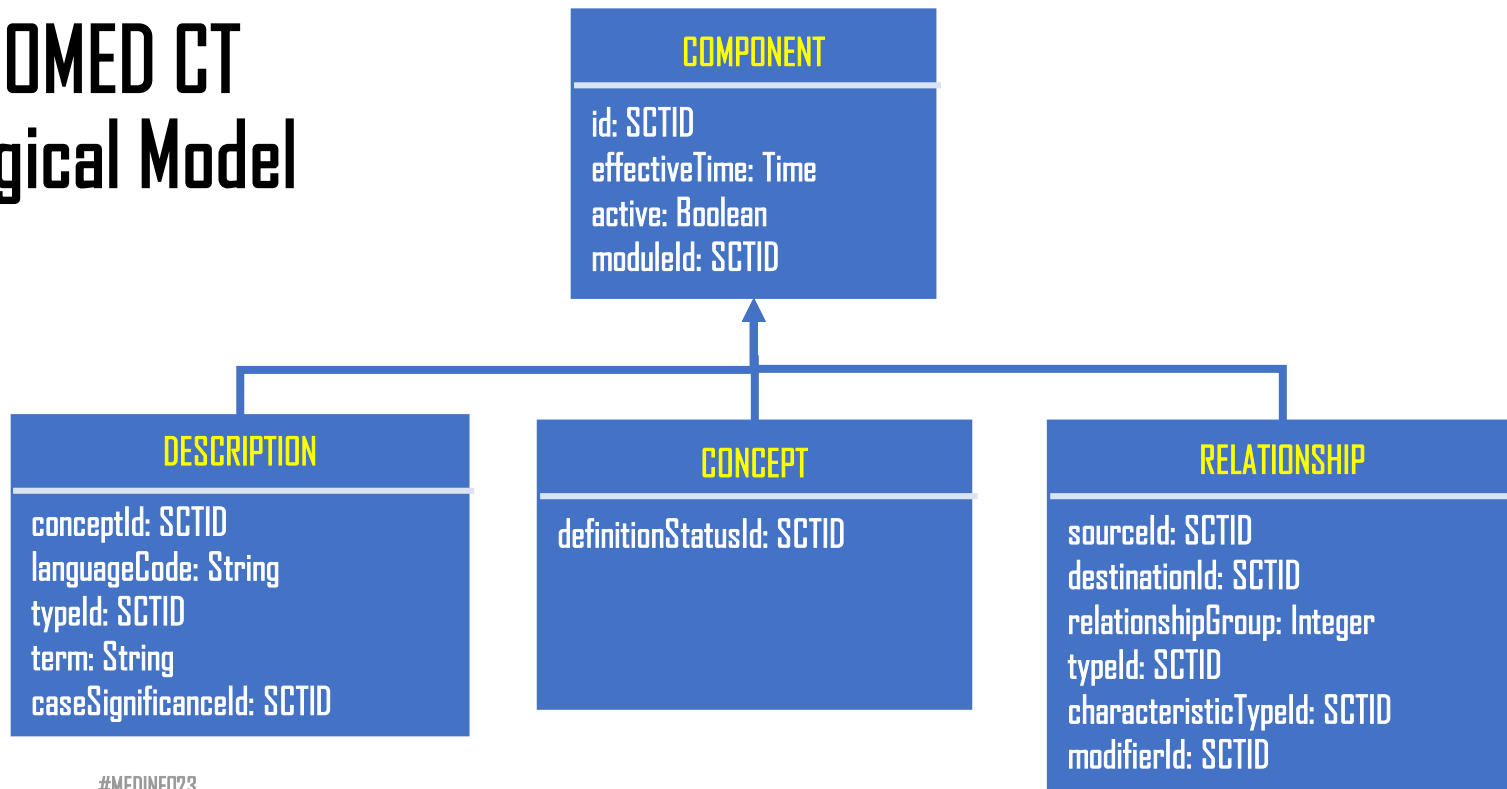 OMED CT
gical Model
COMPONENT
id: SCTID
effectiveTime: Time
active: Boolean
moduleId: SCTID
DESCRIPTION
conceptId: SCTID
languageCode: String
typeId: SCTID
term: String
caseSignificanceId: SCTID
CONCEPT
definitionStatusId: SCTID
RELATIONSHIP
sourceId: SCTID
destinationId: SCTID
relationshipGroup: Integer
typeId: SCTID
characteristicTypeId: SCTID
modifierId: SCTID
#MEDINFO23